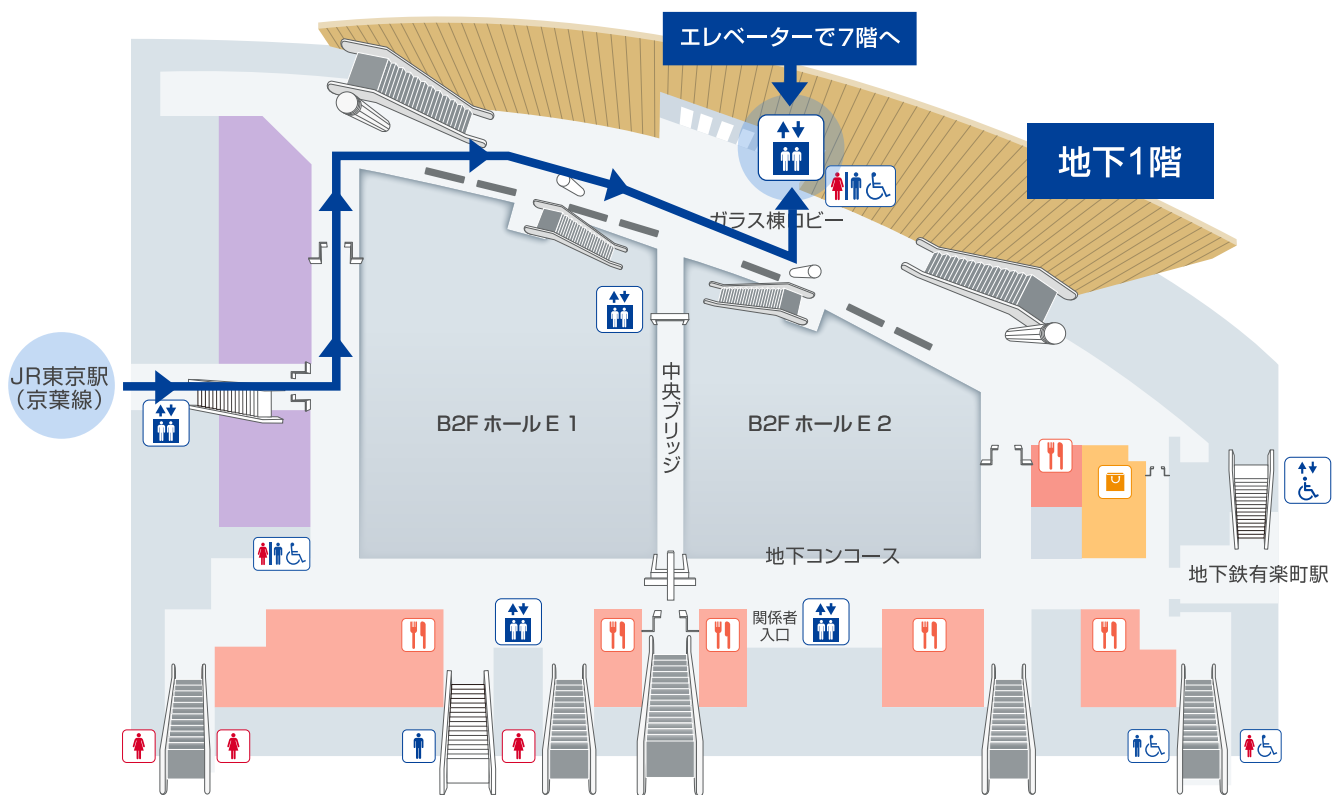 エレベーターで7階へ
地下1階
ガラス棟ロビー
JR東京駅
（京葉線）
中央ブリッジ
B2F ホール E 1
B2F ホール E 2
地下コンコース
地下鉄有楽町駅
関係者
入口